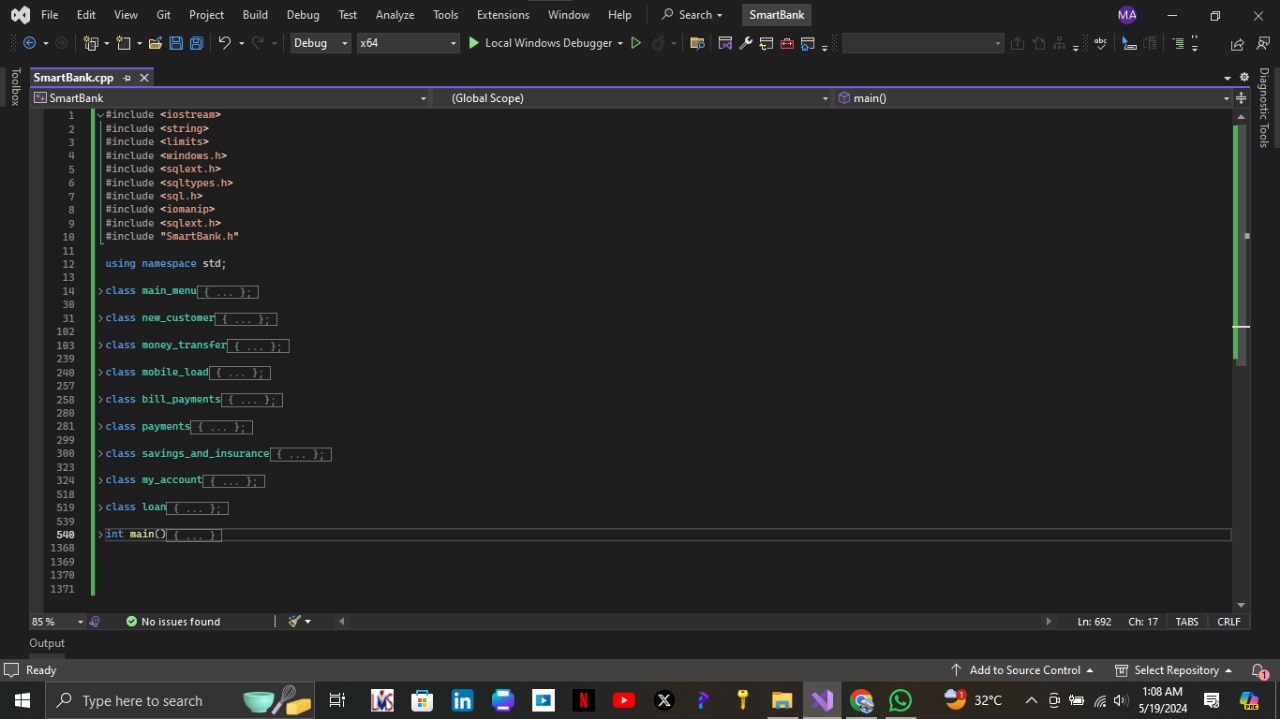 File Edit View Git Project Build Debug Test Analyze Tools Extensions Window Help Search SmartBank MA
Debug x64 Local Windows Debugger
SmartBank.cpp
SmartBank (Global Scope) main()
Toolbox
Diagnostic Tools
1 #include <iostream>
2 #include <string>
3 #include <limits>
4 #include <windows.h>
5 #include <sqlext.h>
6 #include <sqltypes.h>
7 #include <sql.h>
8 #include <iomanip>
9 #include <sqlext.h>
10 #include "SmartBank.h"
11
12 using namespace std;
13
14 class main_menu{ ... };
30
31 class new_customer{ ... };
102
103 class money_transfer{ ... };
239
240 class mobile_load{ ... };
257
258 class bill_payments{ ... };
280
281 class payments{ ... };
299
300 class savings_and_insurance{ ... };
323
324 class my_account{ ... };
518
519 class loan{ ... };
539
540 int main(){ ... }
1368
1369
1370
1371
85 % No issues found Ln: 692 Ch: 17 TABS CRLF
Output
Ready Add to Source Control Select Repository 1
Type here to search 1 32°C 1:08 AM
5/19/2024 PRE